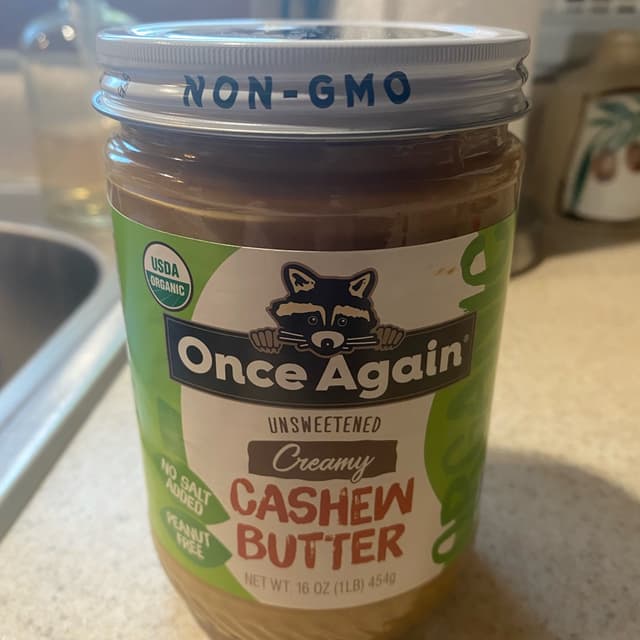 NON-GMO
USDA
ORGANIC
Once Again
UNSWEETENED
Creamy
CASHEW
BUTTER
NO SALT
ADDED
PEANUT
FREE
NET WT 16 OZ (1LB) 454g
ORGANIC